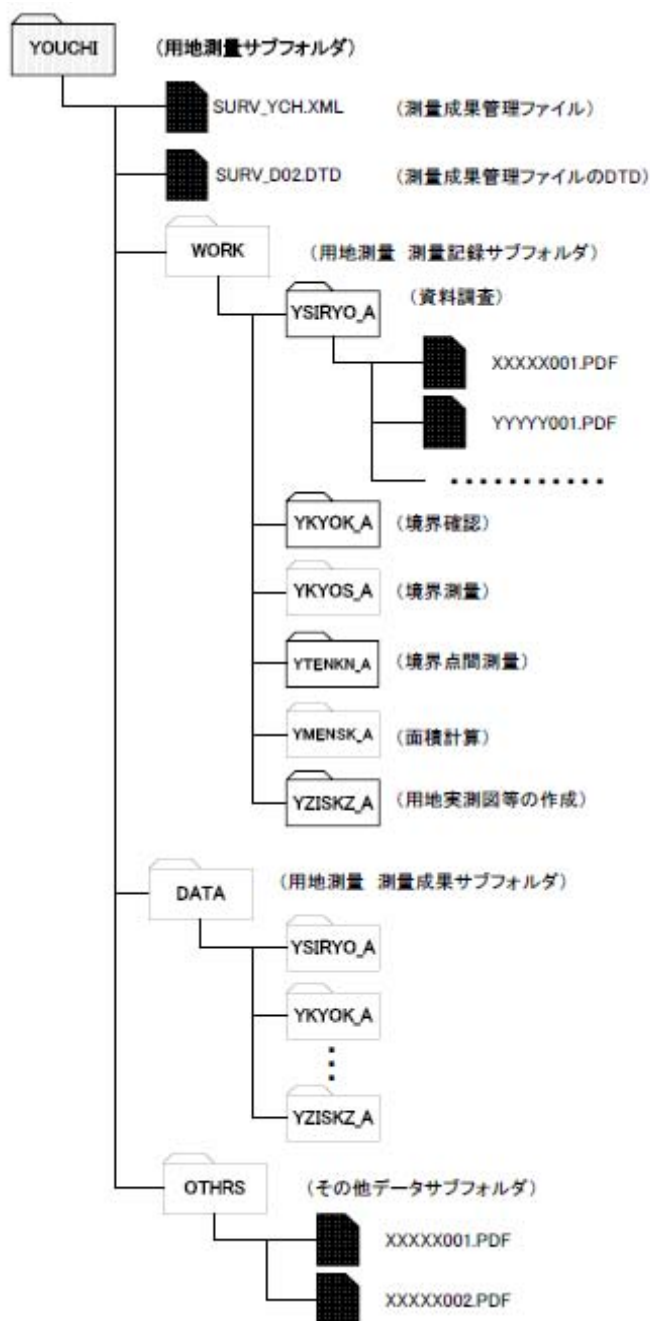 YOUCHI (用地測量サブフォルダ)
SURV_YCH.XML (測量成果管理ファイル)
SURV_D02.DTD (測量成果管理ファイルのDTD)
WORK (用地測量 測量記録サブフォルダ)
YSIRYO_A (資料調査)
XXXXX001.PDF
YYYYY001.PDF
YKYOK_A (境界確認)
YKYOS_A (境界測量)
YTENKN_A (境界点間測量)
YMENSK_A (面積計算)
YZISKZ_A (用地実測図等の作成)
DATA (用地測量 測量成果サブフォルダ)
YSIRYO_A
YKYOK_A
YZISKZ_A
OTHRS (その他データサブフォルダ)
XXXXX001.PDF
XXXXX002.PDF